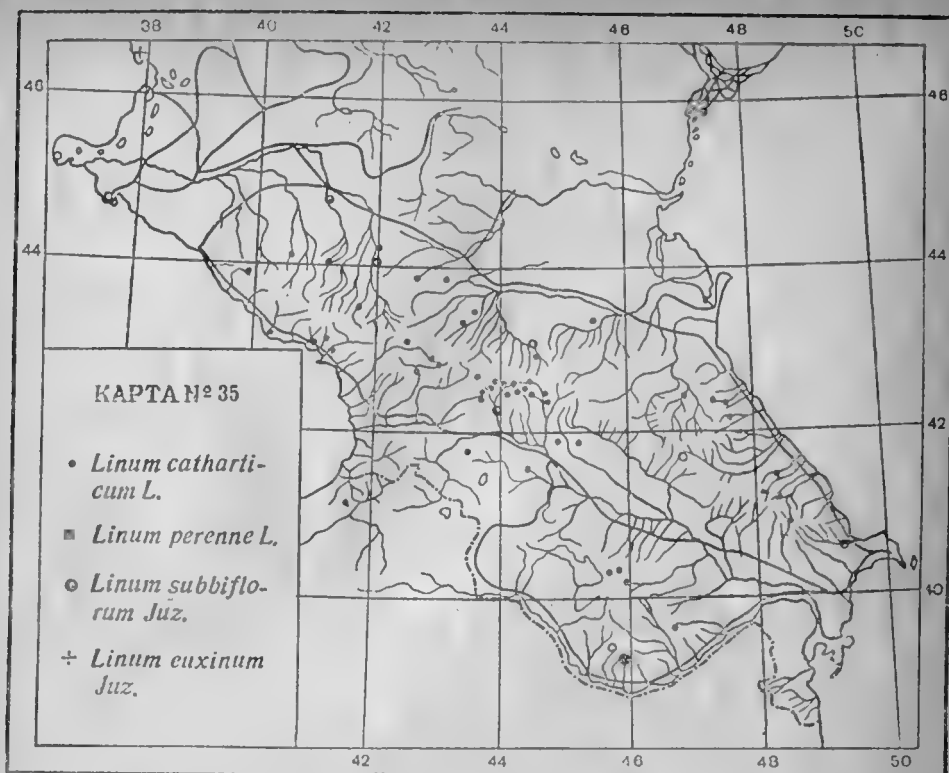 38 40 42 44 46 48 50
46 46
44 44
КАРТА № 35
42
• Linum catharti-
cum L.
■ Linum perenne L.
Linum subbiflo-
rum Juz.
40
÷ Linum euxinum
Juz.
42 44 46 48 50